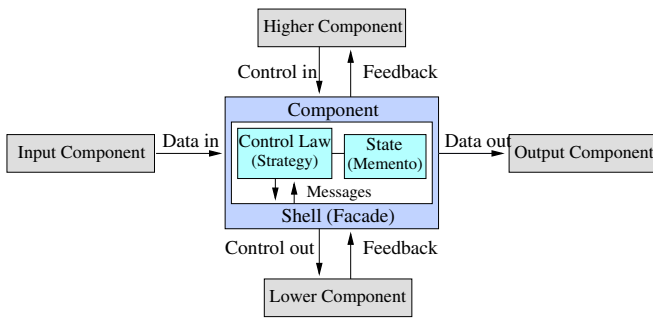 Higher Component
Control in
Feedback
Component
Input Component
Data in
Control Law
(Strategy)
State
(Memento)
Data out
Output Component
Messages
Shell (Facade)
Control out
Feedback
Lower Component